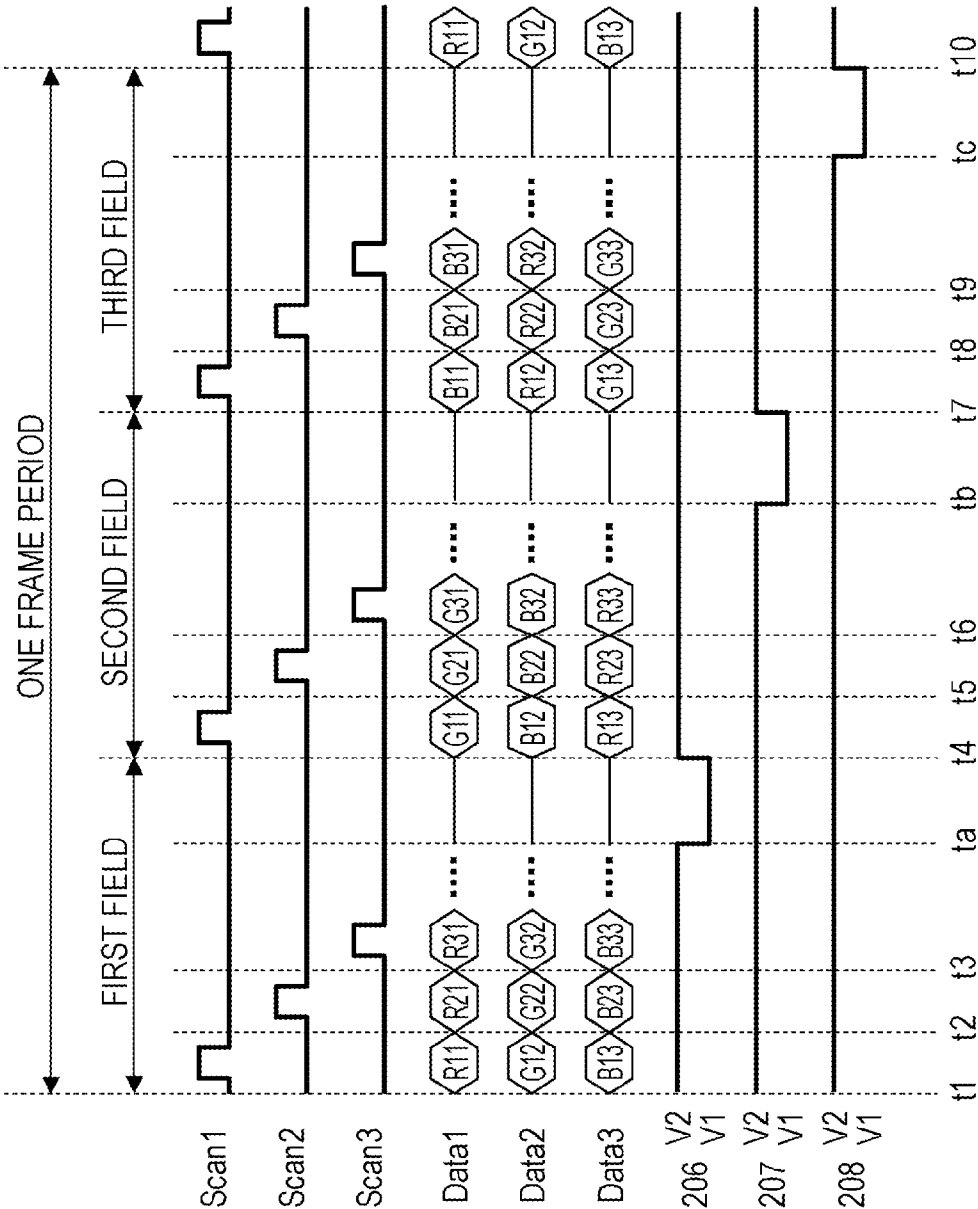 ONE FRAME PERIOD
FIRST FIELD SECOND FIELD THIRD FIELD
Scan1
Scan2
Scan3
Data1 R11 R21 R31 G11 G21 G31 B11 B21 B31 R11
Data2 G12 G22 G32 B12 B22 B32 R12 R22 R32 G12
Data3 B13 B23 B33 R13 R23 R33 G13 G23 G33 B13
206 V2
V1
207 V2
V1
208 V2
V1
t1 t2 t3 ta t4 t5 t6 tb t7 t8 t9 tc t10